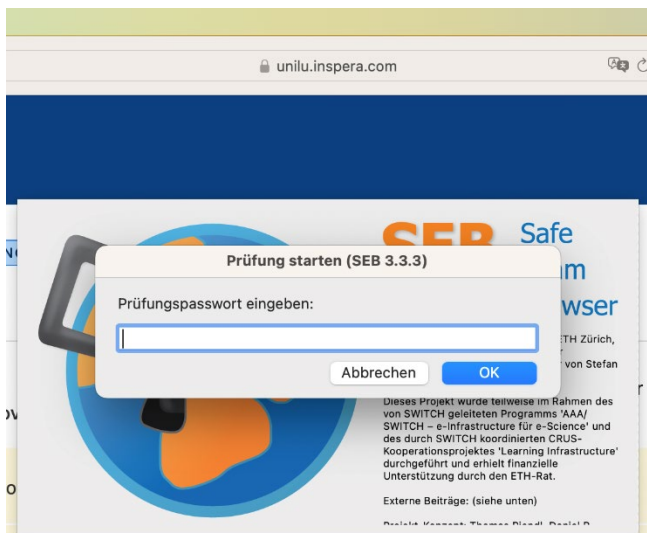 unilu.inspera.com
SEB Safe
Prüfung starten (SEB 3.3.3)
wser
Prüfungspasswort eingeben:
TH Zürich,
von Stefan
Abbrechen
OK
Dieses Projekt wurde teilweise im Rahmen des
von SWITCH geleiteten Programms 'AAA/
SWITCH – e-Infrastructure für e-Science' und
des durch SWITCH koordinierten CRUS-
Kooperationsprojektes 'Learning Infrastructure'
durchgeführt und erhielt finanzielle
Unterstützung durch den ETH-Rat.
Externe Beiträge: (siehe unten)